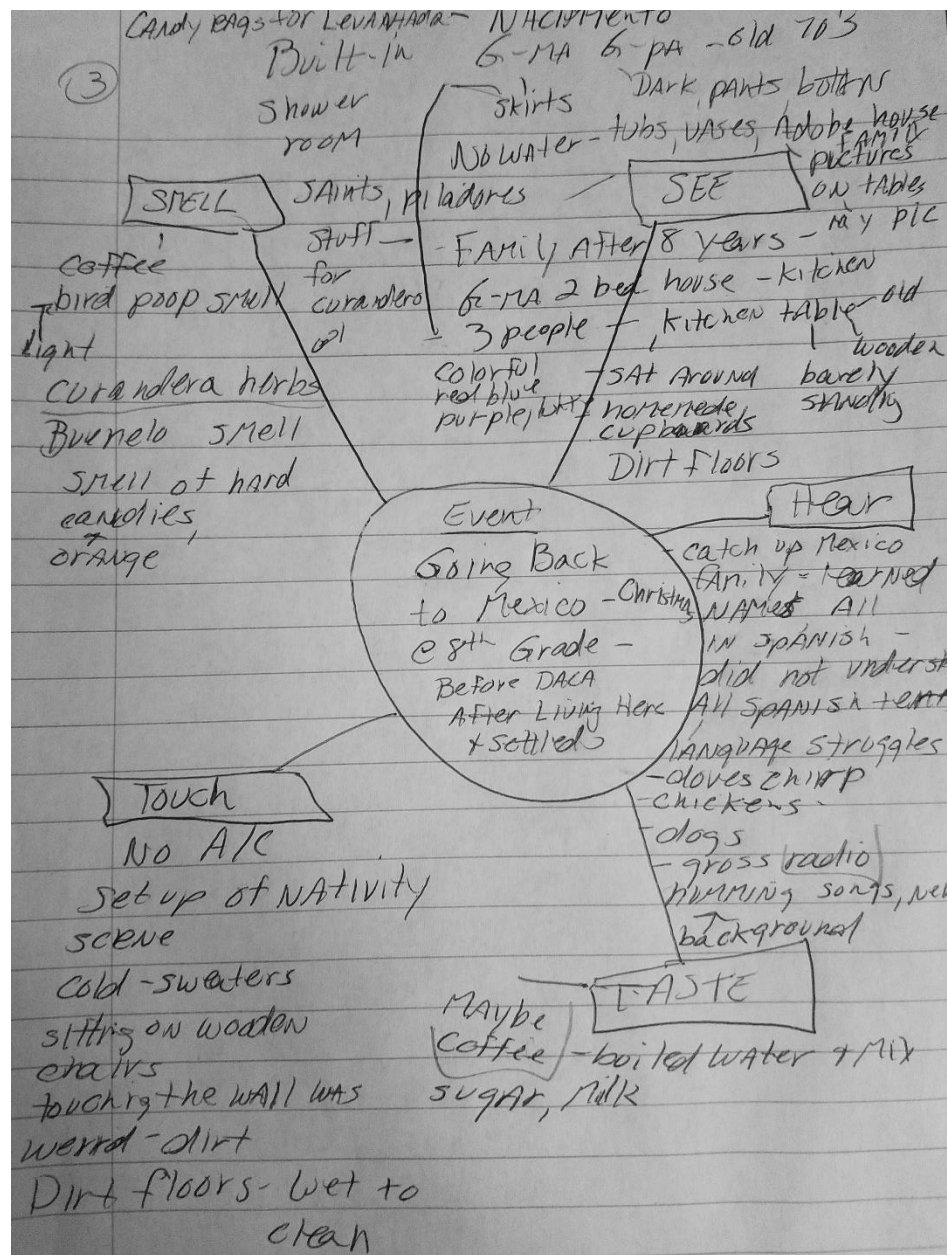 Candy bags for Levantada - NACIMENTO
Built-in G-MA G-PA - old 70's
3
Shower room
skirts
DARK pants botton
NO WATER - tubs, vases, Adobe house
FAMILY pictures on tables - my pic
SMELL
coffee
bird poop smell
light
curandera herbs
Buenelo smell
smell of hard candies,
orange
SAints, piladores
stuff for curandero
SEE
FAMILY After 8 years -
G-MA 2 bed house - kitchen
3 people - kitchen table - old
wooden
barely standing
colorful
red blue
purple,
- SAt Around
homemede cupboards
Dirt floors
Event
Going Back
to Mexico - Christmas
@ 8th Grade -
Before DACA
After Living Here
+ settled
Hear
- catch up Mexico
family - learned
NAMES All
IN SpANISH -
did not underst
All SpANISH
language struggles
- doves chirp
- chickens
- dogs
- gross radio
humming songs,
background
Touch
No A/C
Set up of NAtivity
scene
cold - sweaters
sitting ON wooden
chairs
touching the WAll WAS
werrd - dirt
Dirt floors - wet to
clean
TASTE
MAybe
Coffee - boiled WAter + Mix
sugar, Milk